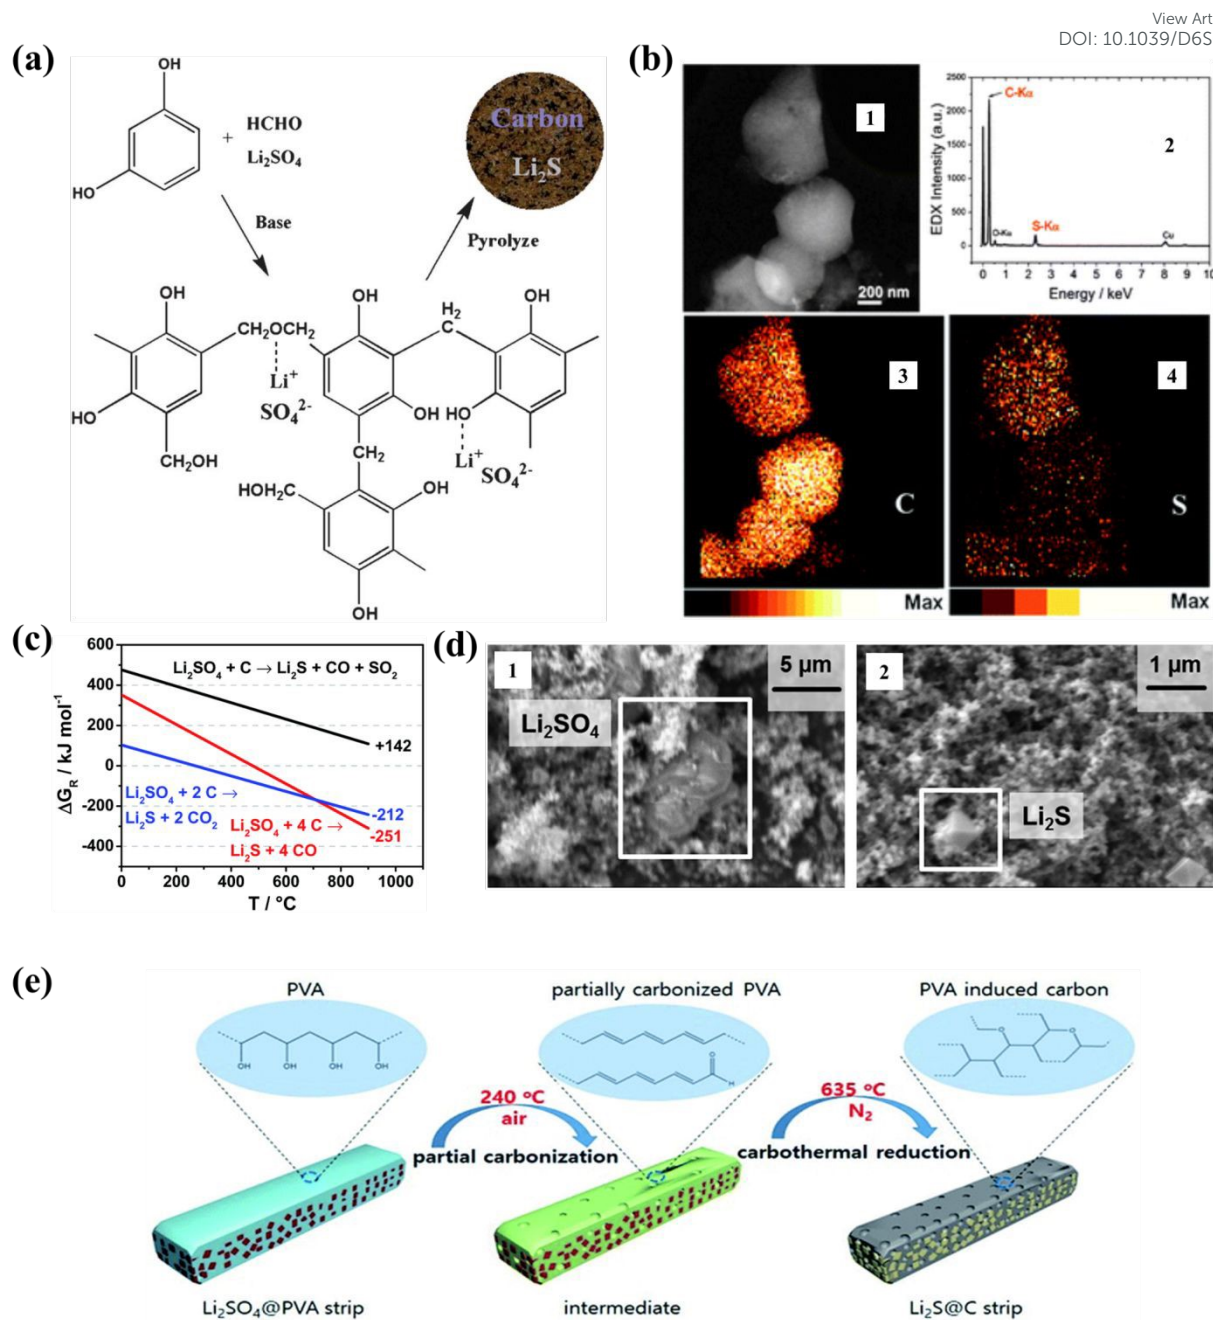 View Art
DOI: 10.1039/D6S
(a)
OH
HO
+
HCHO
Li₂SO₄
Base
Carbon
Li₂S
Pyrolyze
OH
CH₂OCH₂
HO
Li⁺
SO₄²⁻
CH₂OH
OH
H₂
C
OH
OH
HO
Li⁺
SO₄²⁻
CH₂
HOH₂C
OH
OH
(b)
1
200 nm
2
EDX Intensity (a.u.)
2500
2000
1500
1000
500
0
C-Kα
O-Kα
S-Kα
Cu
0 1 2 3 4 5 6 7 8 9 10
Energy / keV
3
C
Max
4
S
Max
(c)
ΔG_R / kJ mol⁻¹
600
400
200
0
-200
-400
Li₂SO₄ + C → Li₂S + CO + SO₂
+142
Li₂SO₄ + 2 C →
Li₂S + 2 CO₂
-212
Li₂SO₄ + 4 C →
Li₂S + 4 CO
-251
0 200 400 600 800 1000
T / °C
(d)
1
5 µm
Li₂SO₄
2
1 µm
Li₂S
(e)
PVA
OH OH OH OH
partially carbonized PVA
O
H
PVA induced carbon
O
O
240 °C
air
partial carbonization
635 °C
N₂
carbothermal reduction
Li₂SO₄@PVA strip
intermediate
Li₂S@C strip